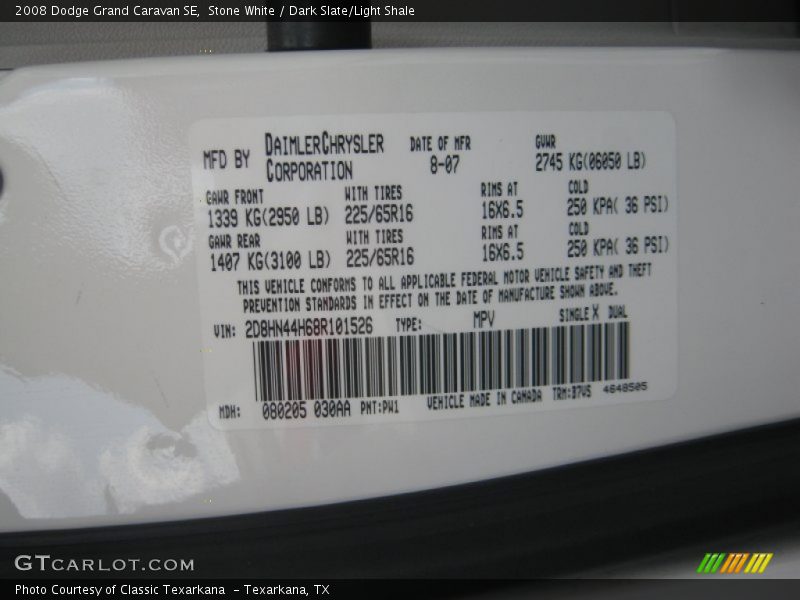 2008 Dodge Grand Caravan SE,  Stone White / Dark Slate/Light Shale
MFD BY DAIMLERCHRYSLER CORPORATION DATE OF MFR 8-07 GVWR 2745 KG(06050 LB)
GAWR FRONT WITH TIRES RIMS AT COLD
1339 KG(2950 LB) 225/65R16 16X6.5 250 KPA( 36 PSI)
GAWR REAR WITH TIRES RIMS AT COLD
1407 KG(3100 LB) 225/65R16 16X6.5 250 KPA( 36 PSI)
THIS VEHICLE CONFORMS TO ALL APPLICABLE FEDERAL MOTOR VEHICLE SAFETY AND THEFT
PREVENTION STANDARDS IN EFFECT ON THE DATE OF MANUFACTURE SHOWN ABOVE.
VIN: 2D8HN44H68R101526 TYPE: MPV SINGLE X DUAL
MDH: 080205 030AA PNT:PW1 VEHICLE MADE IN CANADA TRM:B7V5 4648505
GTCARLOT.COM
Photo Courtesy of Classic Texarkana  - Texarkana, TX